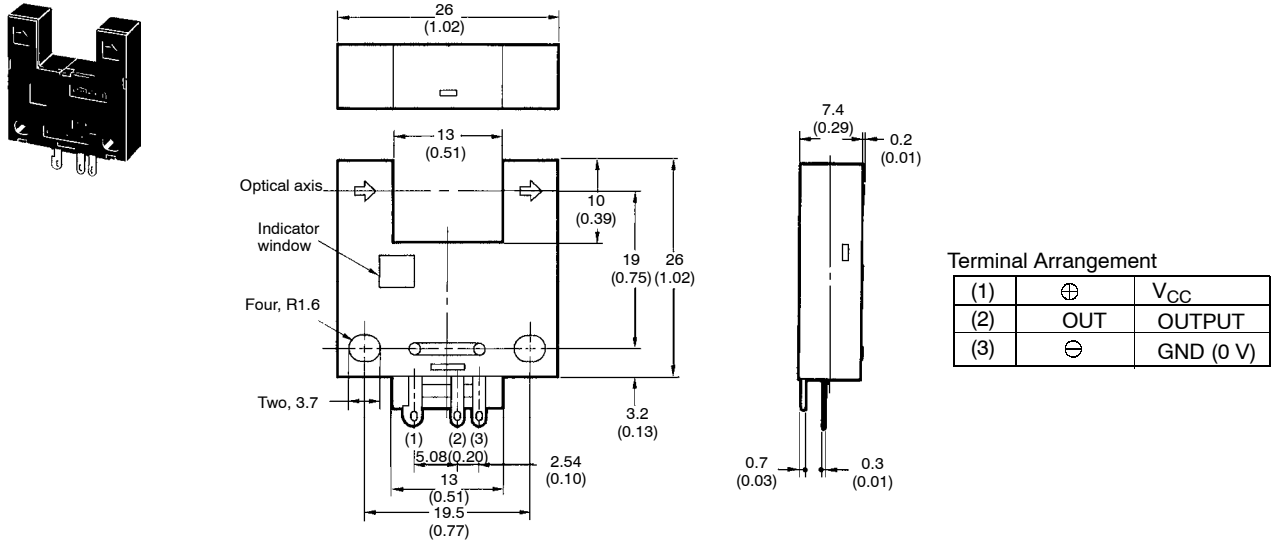 26
(1.02)
13
(0.51)
7.4
(0.29)
0.2
(0.01)
Optical axis
10
(0.39)
Indicator
window
19
(0.75)
26
(1.02)
Four, R1.6
Two, 3.7
3.2
(0.13)
(1) (2) (3)
5.08(0.20)
2.54
(0.10)
13
(0.51)
19.5
(0.77)
0.7
(0.03)
0.3
(0.01)
Terminal Arrangement
(1) ⊕ VCC
(2) OUT OUTPUT
(3) ⊖ GND (0 V)